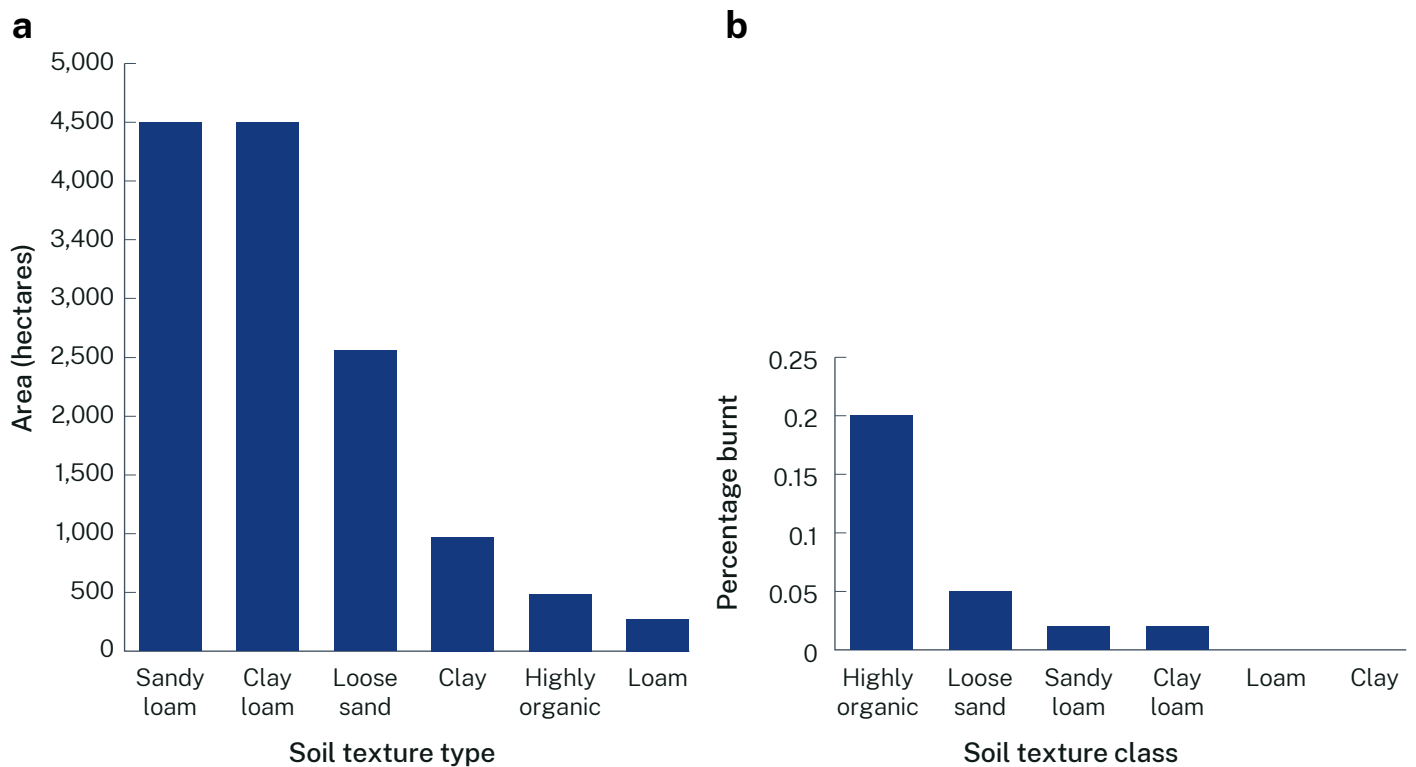 a
5,000
4,500
4,000
3,400
3,000
2,500
2,000
1,500
1,000
500
0
Area (hectares)
Sandy
loam
Clay
loam
Loose
sand
Clay
Highly
organic
Loam
Soil texture type
b
0.25
0.2
0.15
0.1
0.05
0
Percentage burnt
Highly
organic
Loose
sand
Sandy
loam
Clay
loam
Loam
Clay
Soil texture class